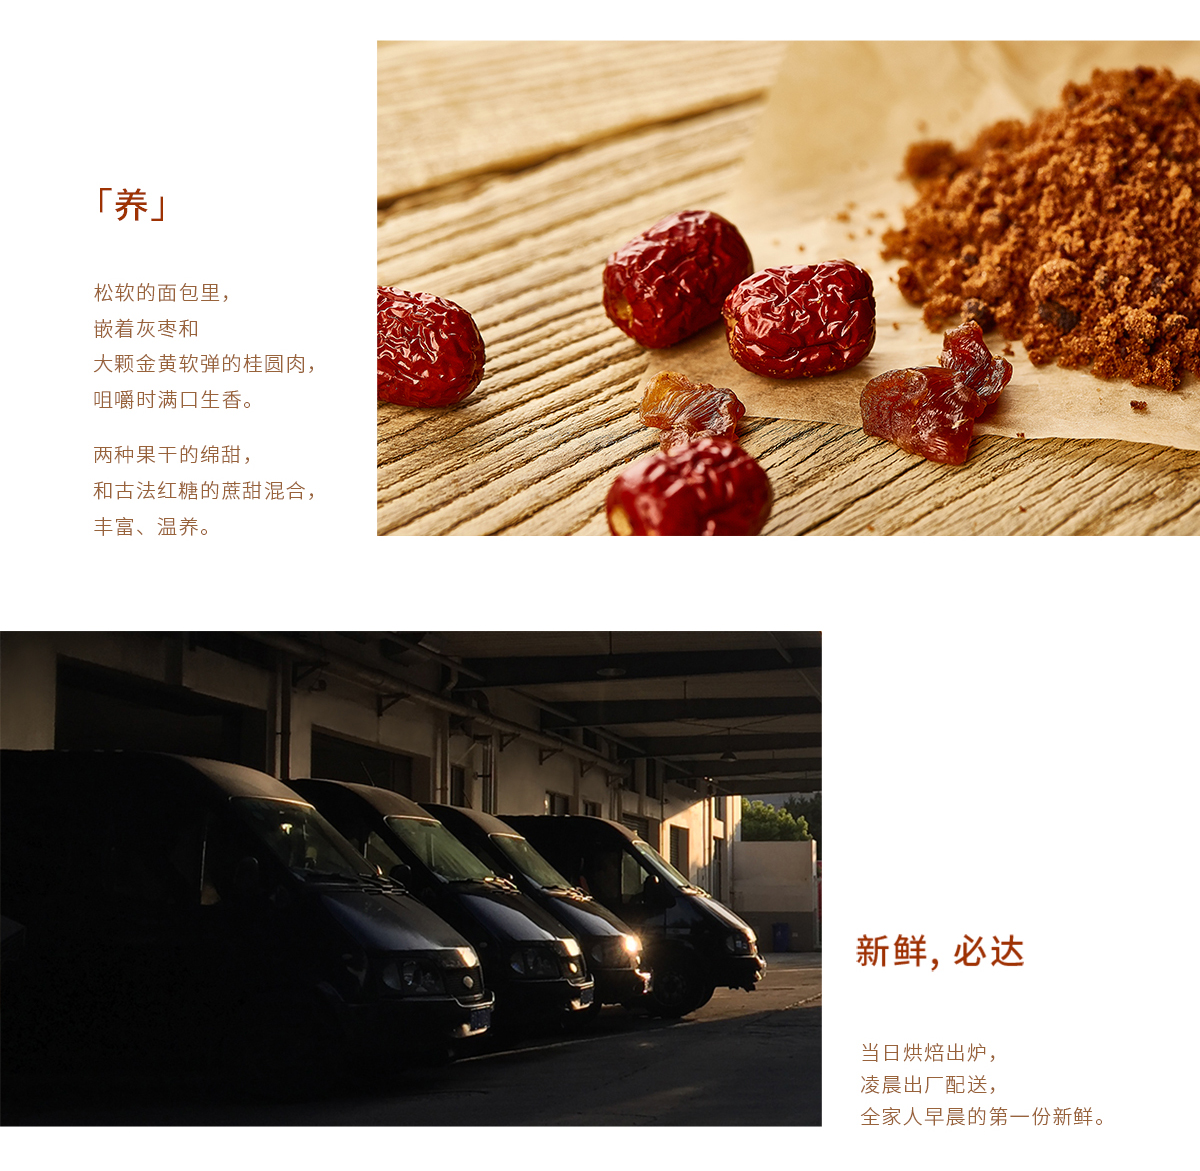 「养」
松软的面包里，
嵌着灰枣和
大颗金黄软弹的桂圆肉，
咀嚼时满口生香。
两种果干的绵甜，
和古法红糖的蔗甜混合，
丰富、温养。
新鲜，必达
当日烘焙出炉，
凌晨出厂配送，
全家人早晨的第一份新鲜。